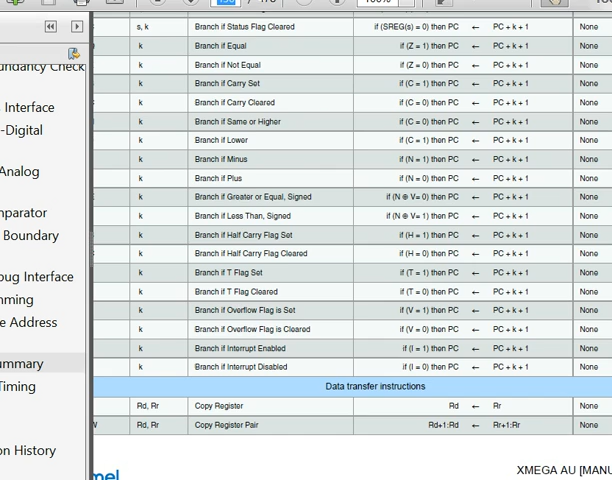 100%
undancy Check
Interface
-Digital
Analog
mparator
Boundary
bug Interface
mming
e Address
ummary
Timing
on History
s, k Branch if Status Flag Cleared if (SREG(s) = 0) then PC ← PC + k + 1 None
k Branch if Equal if (Z = 1) then PC ← PC + k + 1 None
k Branch if Not Equal if (Z = 0) then PC ← PC + k + 1 None
k Branch if Carry Set if (C = 1) then PC ← PC + k + 1 None
k Branch if Carry Cleared if (C = 0) then PC ← PC + k + 1 None
k Branch if Same or Higher if (C = 0) then PC ← PC + k + 1 None
k Branch if Lower if (C = 1) then PC ← PC + k + 1 None
k Branch if Minus if (N = 1) then PC ← PC + k + 1 None
k Branch if Plus if (N = 0) then PC ← PC + k + 1 None
k Branch if Greater or Equal, Signed if (N ⊕ V= 0) then PC ← PC + k + 1 None
k Branch if Less Than, Signed if (N ⊕ V= 1) then PC ← PC + k + 1 None
k Branch if Half Carry Flag Set if (H = 1) then PC ← PC + k + 1 None
k Branch if Half Carry Flag Cleared if (H = 0) then PC ← PC + k + 1 None
k Branch if T Flag Set if (T = 1) then PC ← PC + k + 1 None
k Branch if T Flag Cleared if (T = 0) then PC ← PC + k + 1 None
k Branch if Overflow Flag is Set if (V = 1) then PC ← PC + k + 1 None
k Branch if Overflow Flag is Cleared if (V = 0) then PC ← PC + k + 1 None
k Branch if Interrupt Enabled if (I = 1) then PC ← PC + k + 1 None
k Branch if Interrupt Disabled if (I = 0) then PC ← PC + k + 1 None
Data transfer instructions
Rd, Rr Copy Register Rd ← Rr None
W Rd, Rr Copy Register Pair Rd+1:Rd ← Rr+1:Rr None
mel
XMEGA AU [MANU